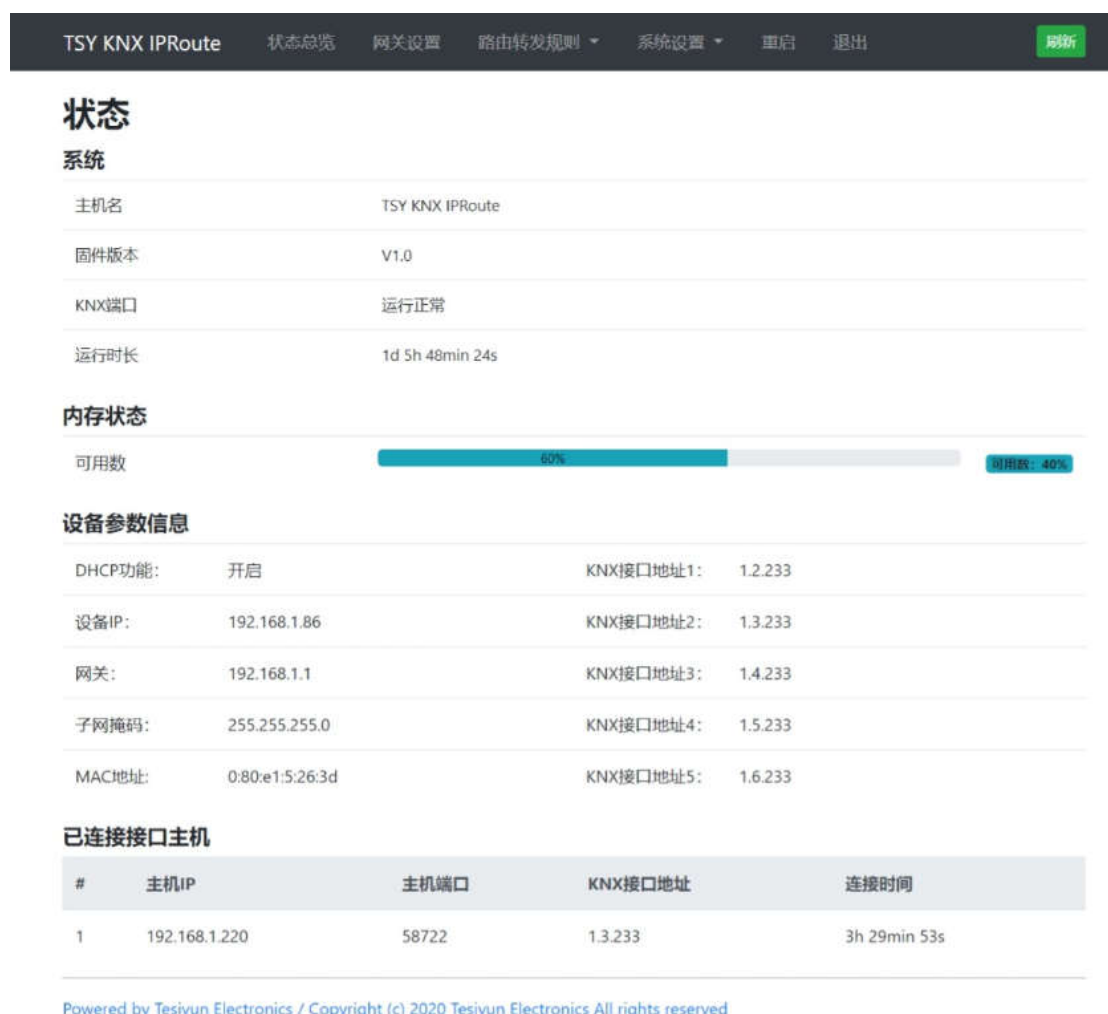 TSY KNX IPRoute 状态总览 网关设置 路由转发规则 系统设置 重启 退出 刷新
状态
系统
主机名 TSY KNX IPRoute
固件版本 V1.0
KNX端口 运行正常
运行时长 1d 5h 48min 24s
内存状态
可用数 60% 可用数：40%
设备参数信息
DHCP功能： 开启 KNX接口地址1： 1.2.233
设备IP： 192.168.1.86 KNX接口地址2： 1.3.233
网关： 192.168.1.1 KNX接口地址3： 1.4.233
子网掩码： 255.255.255.0 KNX接口地址4： 1.5.233
MAC地址: 0:80:e1:5:26:3d KNX接口地址5： 1.6.233
已连接接口主机
# 主机IP 主机端口 KNX接口地址 连接时间
1 192.168.1.220 58722 1.3.233 3h 29min 53s
Powered by Tesiyun Electronics / Copyright (c) 2020 Tesiyun Electronics All rights reserved